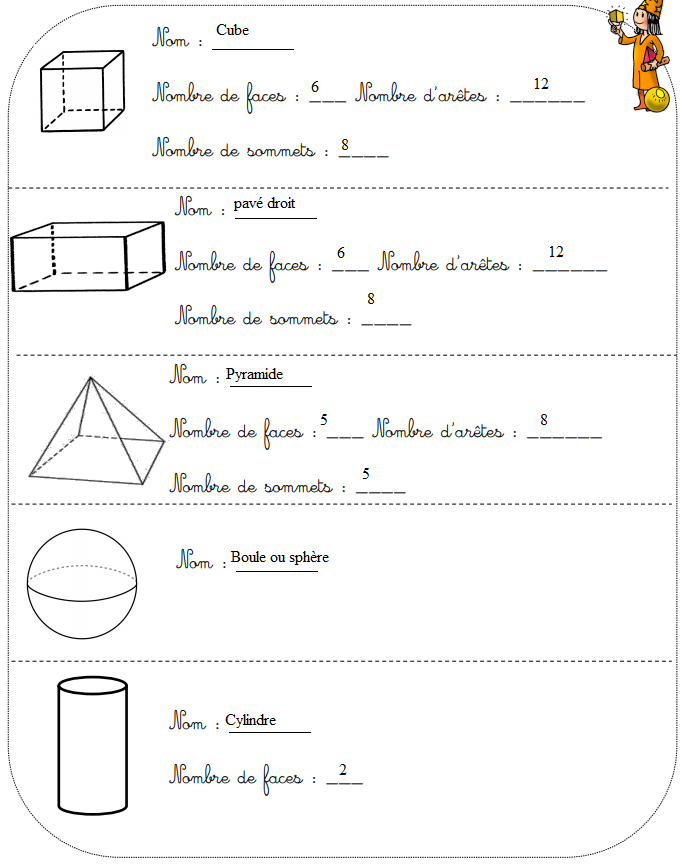 Nom : Cube
Nombre de faces : 6 Nombre d'arêtes : 12
Nombre de sommets : 8
Nom : pavé droit
Nombre de faces : 6 Nombre d'arêtes : 12
Nombre de sommets : 8
Nom : Pyramide
Nombre de faces : 5 Nombre d'arêtes : 8
Nombre de sommets : 5
Nom : Boule ou sphère
Nom : Cylindre
Nombre de faces : 2